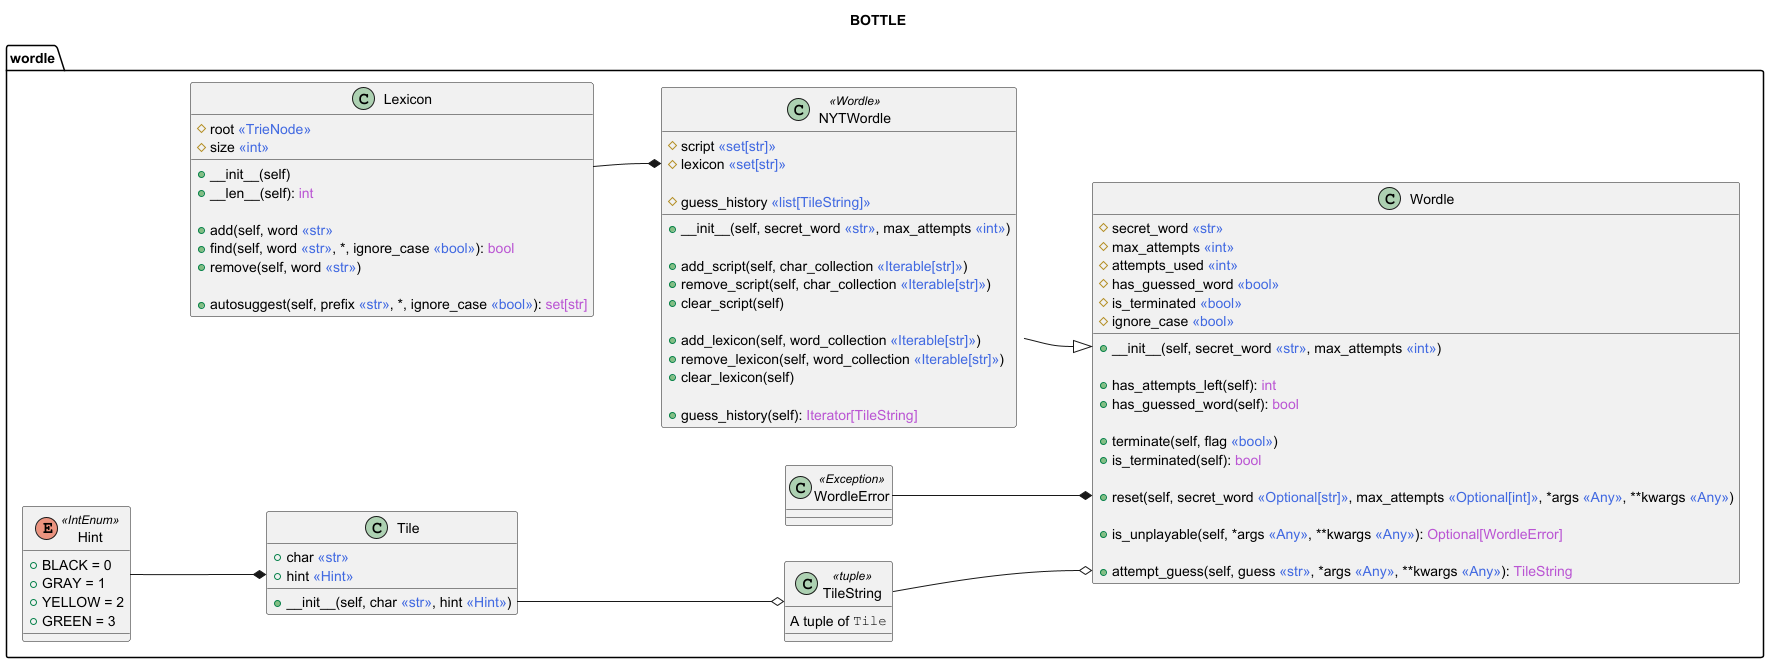 BOTTLE
wordle
C Lexicon
root «TrieNode»
size «int»
__init__(self)
__len__(self): int
add(self, word «str»
find(self, word «str», *, ignore_case «bool»): bool
remove(self, word «str»)
autosuggest(self, prefix «str», *, ignore_case «bool»): set[str]
C «Wordle»
NYTWordle
script «set[str]»
lexicon «set[str]»
guess_history «list[TileString]»
__init__(self, secret_word «str», max_attempts «int»)
add_script(self, char_collection «Iterable[str]»)
remove_script(self, char_collection «Iterable[str]»)
clear_script(self)
add_lexicon(self, word_collection «Iterable[str]»)
remove_lexicon(self, word_collection «Iterable[str]»)
clear_lexicon(self)
guess_history(self): Iterator[TileString]
C Wordle
secret_word «str»
max_attempts «int»
attempts_used «int»
has_guessed_word «bool»
is_terminated «bool»
ignore_case «bool»
__init__(self, secret_word «str», max_attempts «int»)
has_attempts_left(self): int
has_guessed_word(self): bool
terminate(self, flag «bool»)
is_terminated(self): bool
reset(self, secret_word «Optional[str]», max_attempts «Optional[int]», *args «Any», **kwargs «Any»)
is_unplayable(self, *args «Any», **kwargs «Any»): Optional[WordleError]
attempt_guess(self, guess «str», *args «Any», **kwargs «Any»): TileString
C «Exception»
WordleError
E «IntEnum»
Hint
BLACK = 0
GRAY = 1
YELLOW = 2
GREEN = 3
C Tile
char «str»
hint «Hint»
__init__(self, char «str», hint «Hint»)
C «tuple»
TileString
A tuple of Tile